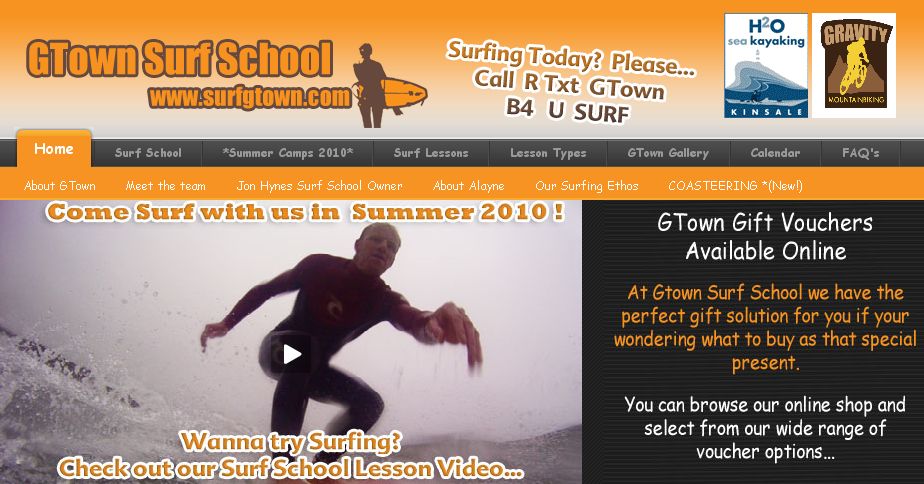 GTown Surf School
www.surfgtown.com
Surfing Today? Please...
Call R Txt GTown
B4 U SURF
H2O
sea kayaking
KINSALE
GRAVITY
MOUNTAINBIKING
Home
Surf School
*Summer Camps 2010*
Surf Lessons
Lesson Types
GTown Gallery
Calendar
FAQ's
About GTown
Meet the team
Jon Hynes Surf School Owner
About Alayne
Our Surfing Ethos
COASTEERING *(New!)
Come Surf with us in Summer 2010 !
Wanna try Surfing?
Check out our Surf School Lesson Video...
GTown Gift Vouchers
Available Online
At Gtown Surf School we have the
perfect gift solution for you if your
wondering what to buy as that special
present.
You can browse our online shop and
select from our wide range of
voucher options...